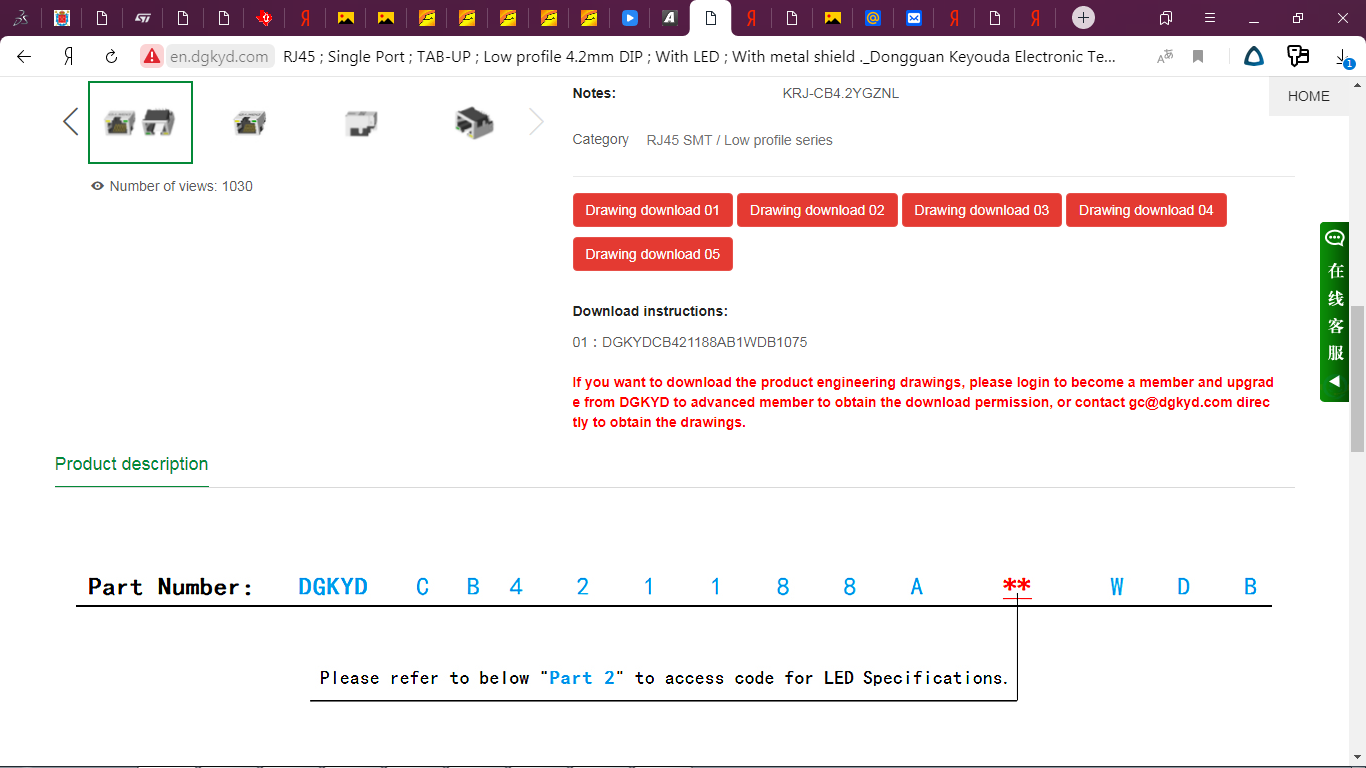 en.dgkyd.com
RJ45 ; Single Port ; TAB-UP ; Low profile 4.2mm DIP ; With LED ; With metal shield ._Dongguan Keyouda Electronic Te...
HOME
Notes: KRJ-CB4.2YGZNL
Category RJ45 SMT / Low profile series
Number of views: 1030
Drawing download 01 Drawing download 02 Drawing download 03 Drawing download 04
Drawing download 05
Download instructions:
01：DGKYDCB421188AB1WDB1075
If you want to download the product engineering drawings, please login to become a member and upgrad
e from DGKYD to advanced member to obtain the download permission, or contact gc@dgkyd.com direc
tly to obtain the drawings.
在线客服
Product description
Part Number: DGKYD C B 4 2 1 1 8 8 A ** W D B
Please refer to below "Part 2" to access code for LED Specifications.